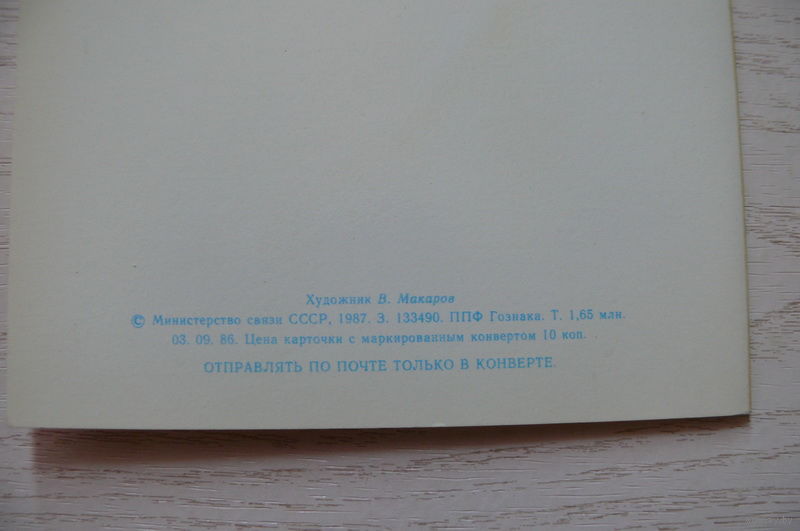 Художник В. Макаров
© Министерство связи СССР, 1987. З. 133490. ППФ Гознака. Т. 1,65 млн.
03. 09. 86. Цена карточки с маркированным конвертом 10 коп.
ОТПРАВЛЯТЬ ПО ПОЧТЕ ТОЛЬКО В КОНВЕРТЕ.